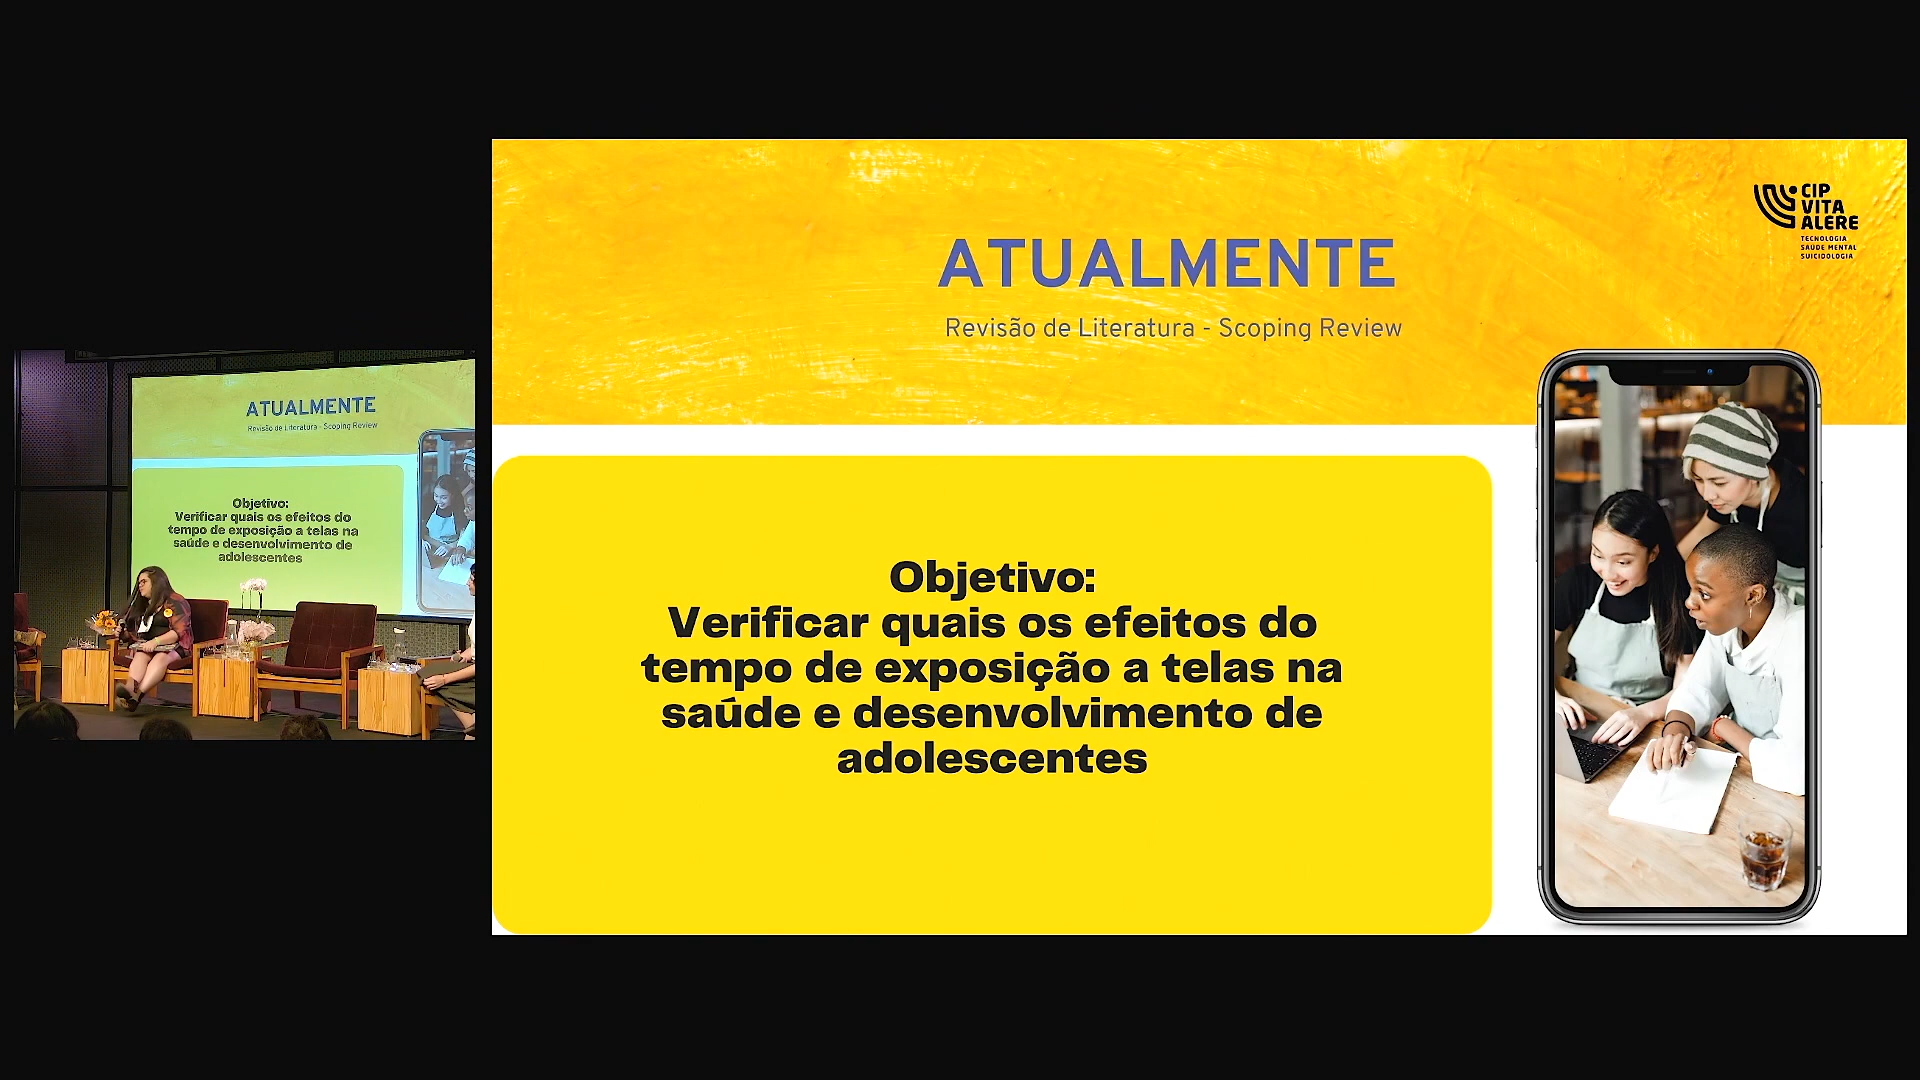 ATUALMENTE
Revisão de Literatura - Scoping Review
Objetivo:
Verificar quais os efeitos do
tempo de exposição a telas na
saúde e desenvolvimento de
adolescentes
ATUALMENTE
Revisão de Literatura - Scoping Review
CIP
VITA
ALERE
TECNOLOGIA
SAÚDE MENTAL
SUICIDOLOGIA
Objetivo:
Verificar quais os efeitos do
tempo de exposição a telas na
saúde e desenvolvimento de
adolescentes